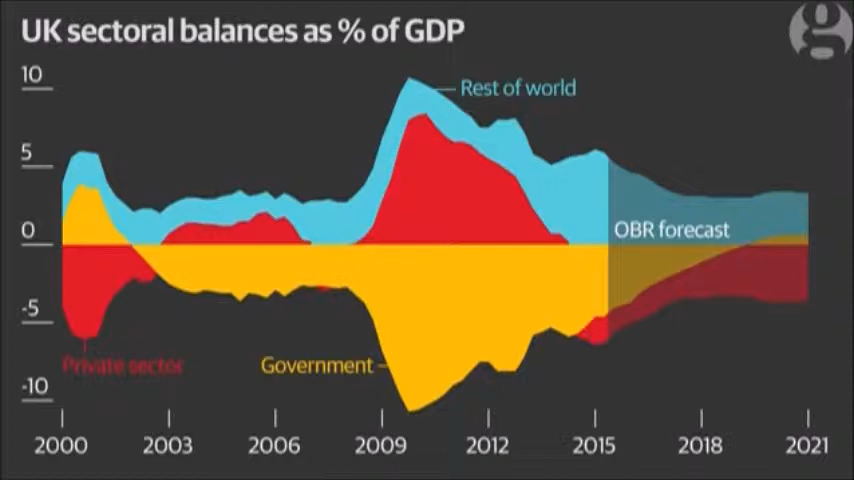 UK sectoral balances as % of GDP
10
Rest of world
5
0
OBR forecast
-5
Private sector
Government
-10
2000 2003 2006 2009 2012 2015 2018 2021